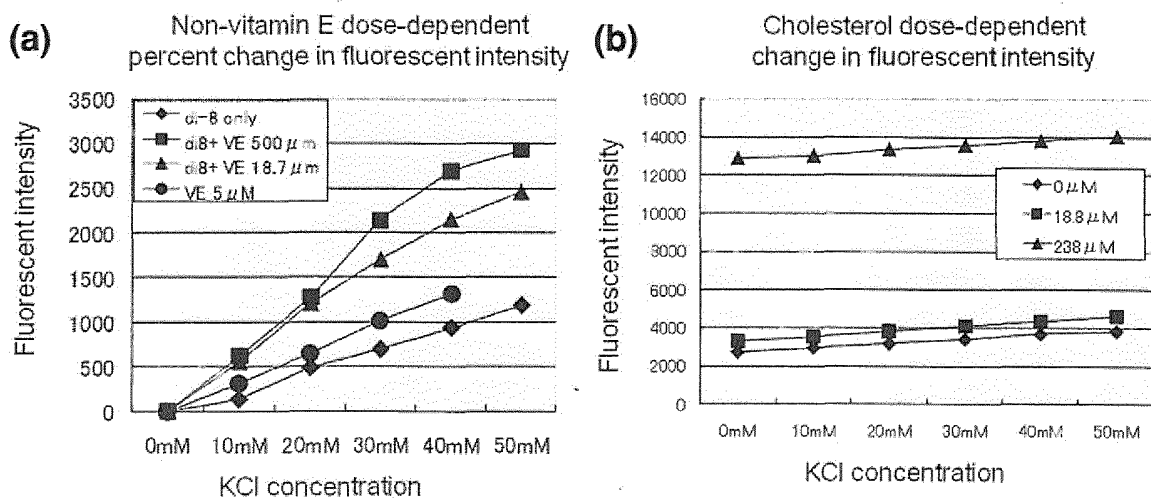 (a)
Non-vitamin E dose-dependent
percent change in fluorescent intensity
3500
3000
2500
2000
1500
1000
500
0
Fluorescent intensity
di-8 only
di8+ VE 500 μm
di8+ VE 18.7 μm
VE 5 μM
0mM 10mM 20mM 30mM 40mM 50mM
KCl concentration
(b)
Cholesterol dose-dependent
change in fluorescent intensity
16000
14000
12000
10000
8000
6000
4000
2000
0
Fluorescent intensity
0 μM
18.8 μM
238 μM
0mM 10mM 20mM 30mM 40mM 50mM
KCl concentration